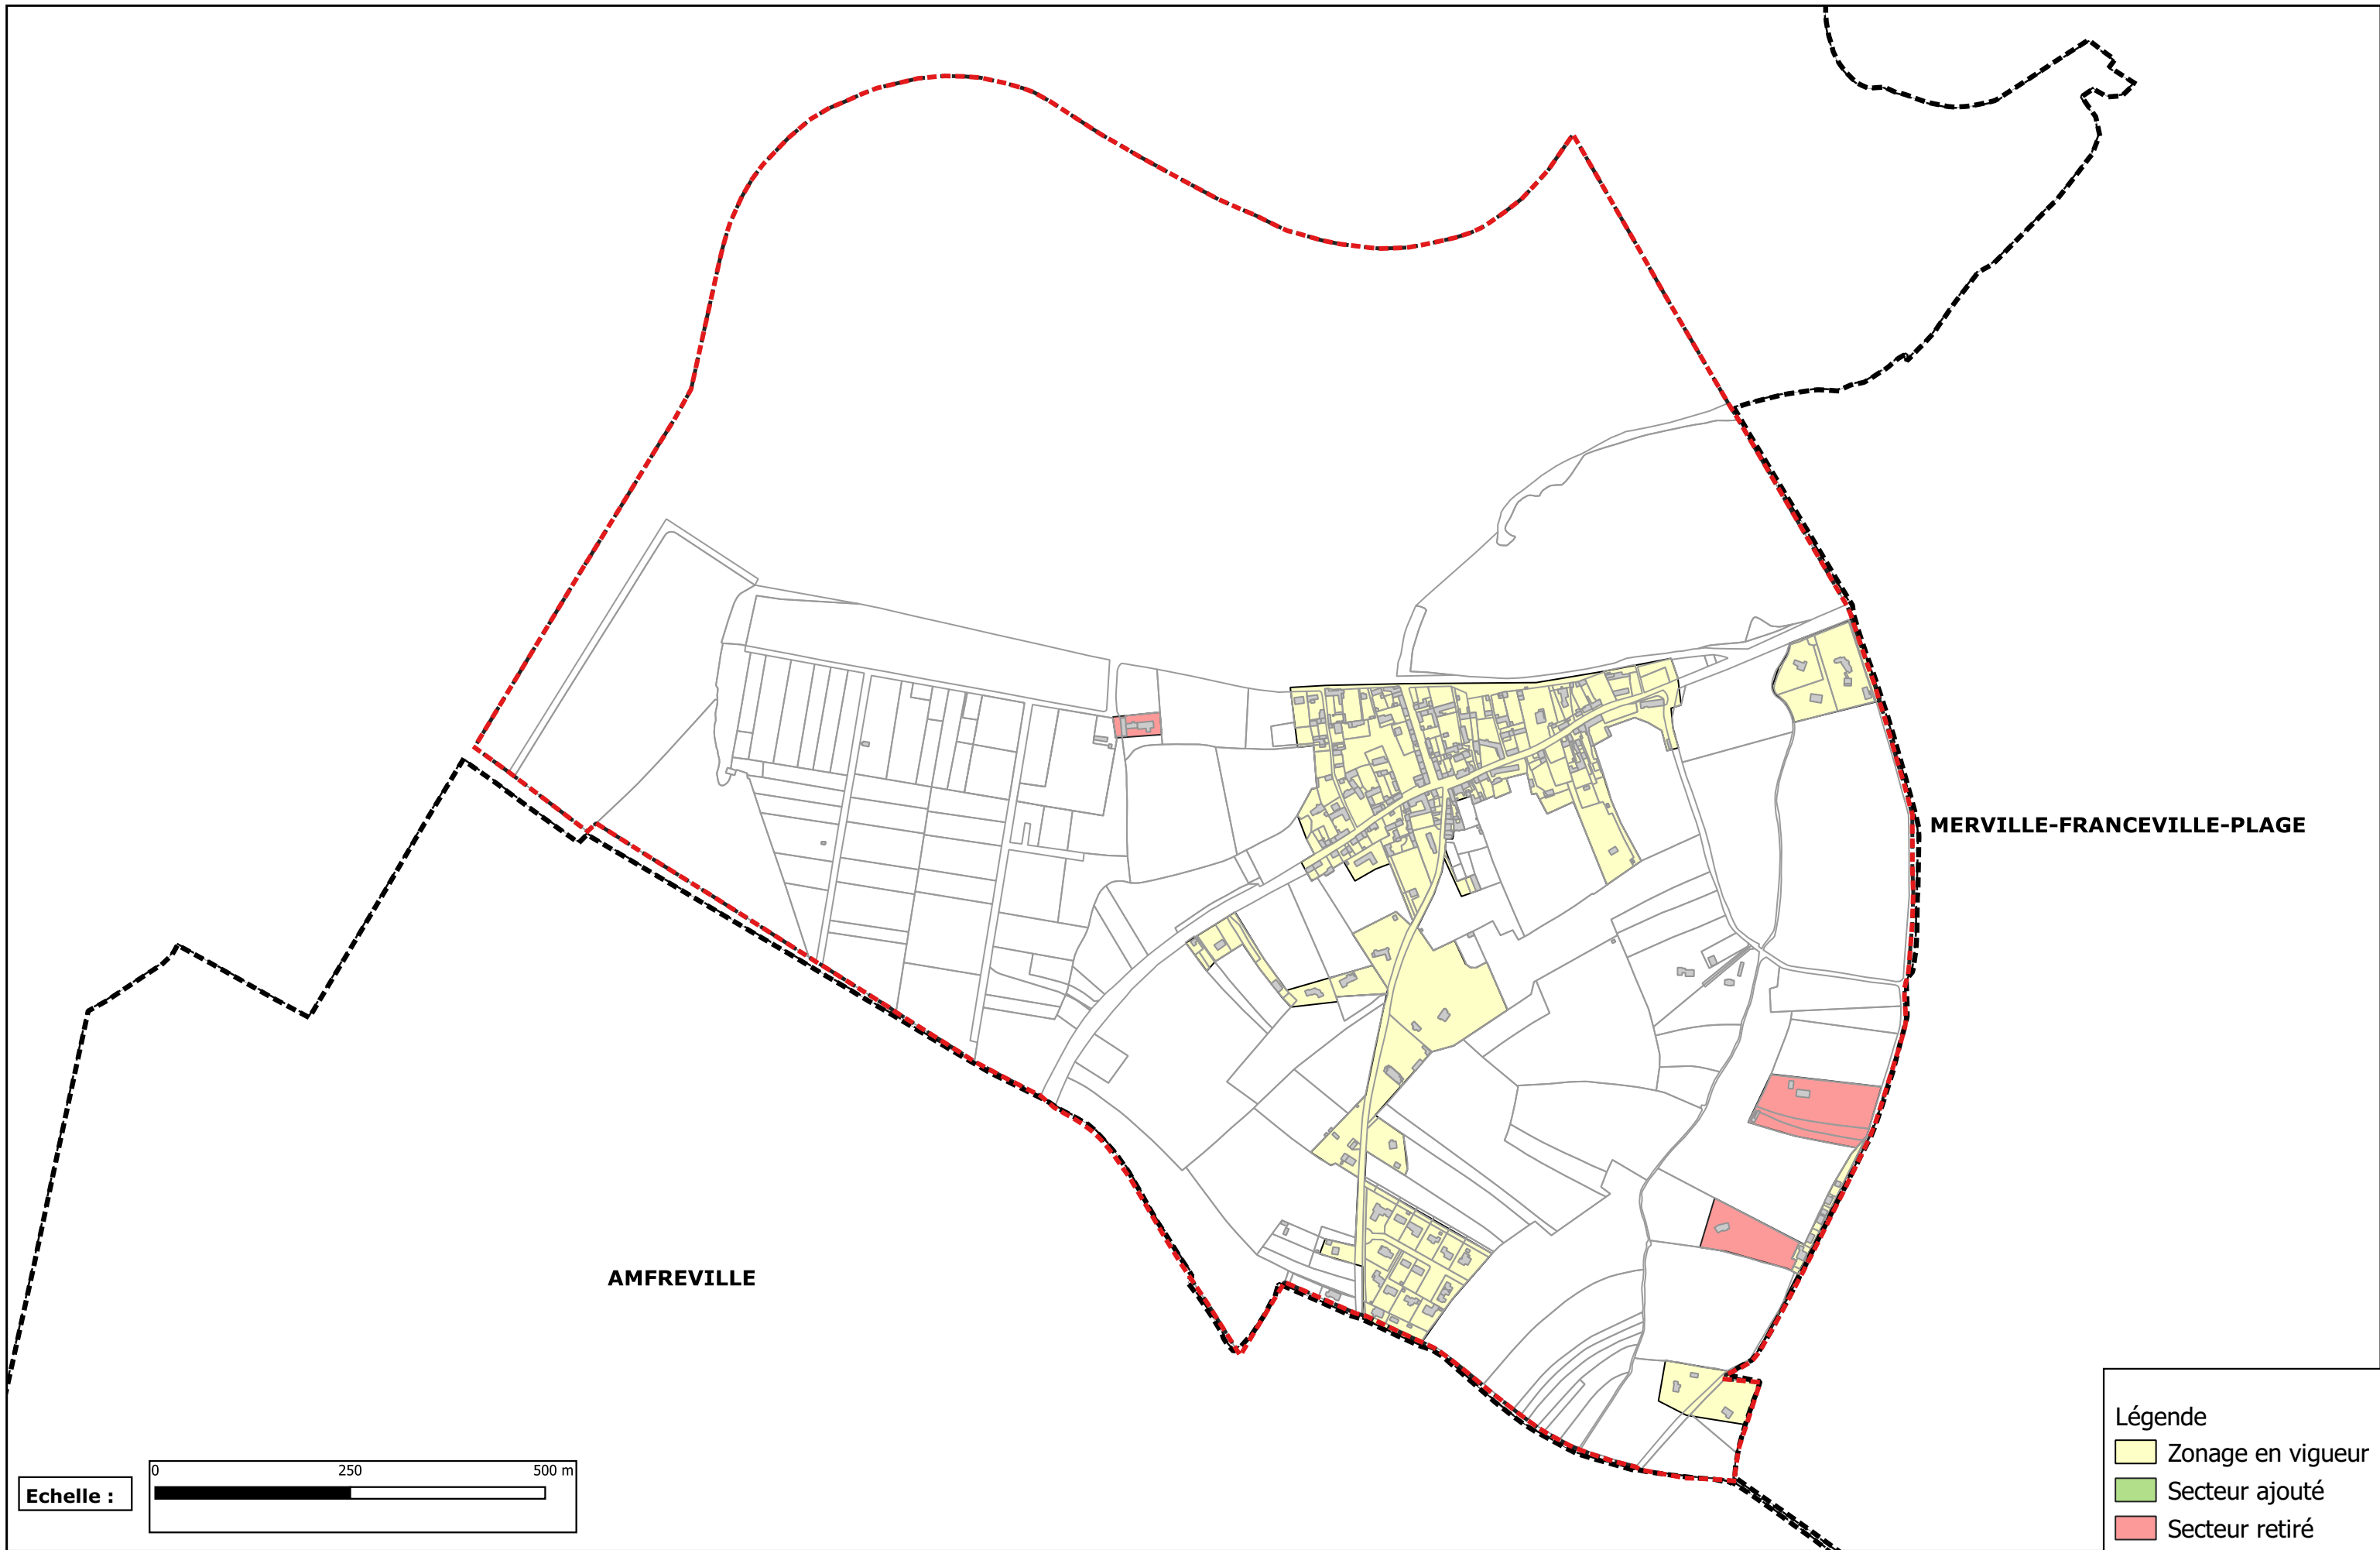 MERVILLE-FRANCEVILLE-PLAGE
AMFREVILLE
Echelle :
0 250 500 m
Légende
Zonage en vigueur
Secteur ajouté
Secteur retiré